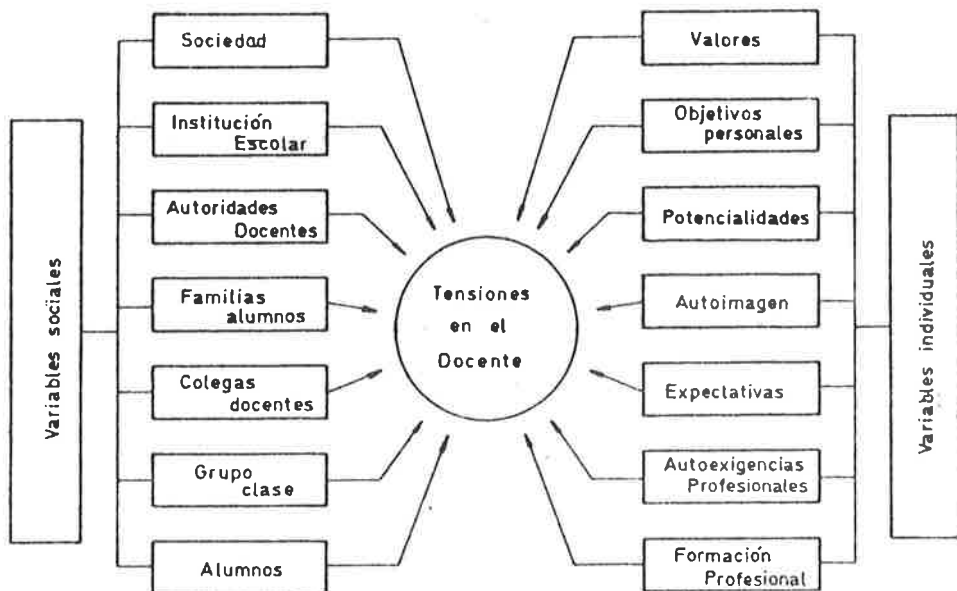 Variables sociales
Sociedad
Institución
Escolar
Autoridades
Docentes
Familias
alumnos
Colegas
docentes
Grupo
clase
Alumnos
Tensiones
en el
Docente
Valores
Objetivos
personales
Potencialidades
Autoimagen
Expectativas
Autoexigencias
Profesionales
Formación
Profesional
Variables individuales